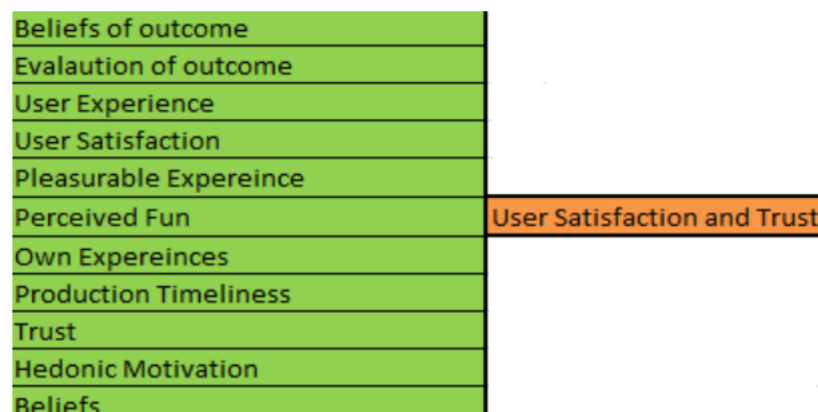 Beliefs of outcome
Evalaution of outcome
User Experience
User Satisfaction
Pleasurable Expereince
Perceived Fun
User Satisfaction and Trust
Own Expereinces
Production Timeliness
Trust
Hedonic Motivation
Beliefs